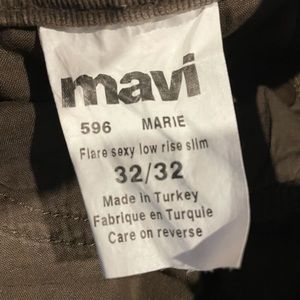 mavi
596 MARIE
Flare sexy low rise slim
32/32
Made in Turkey
Fabrique en Turquie
Care on reverse